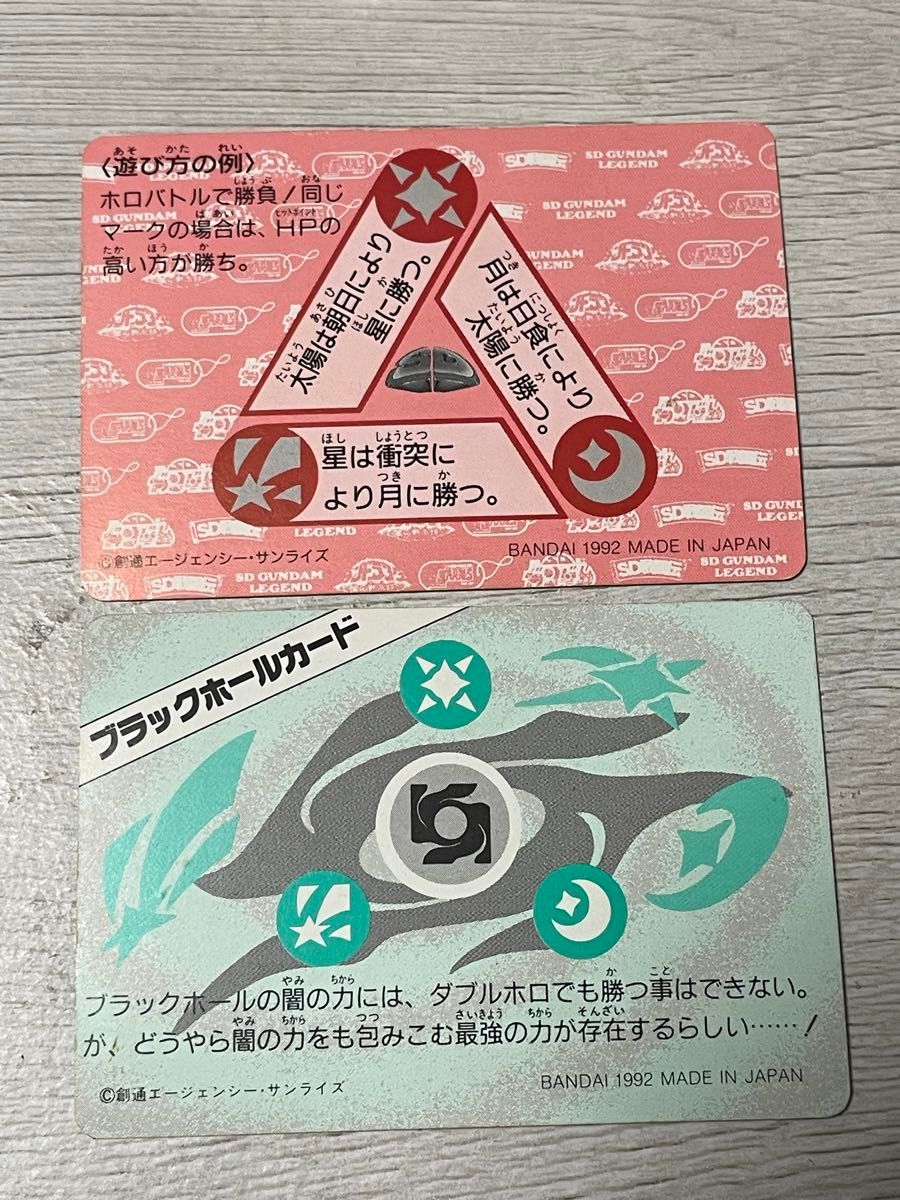 〈遊び方の例〉
ホロバトルで勝負!同じ
マークの場合は、HPの
高い方が勝ち。
太陽は朝日により
星に勝つ。
月は日食により
太陽に勝つ。
星は衝突に
より月に勝つ。
SD GUNDAM
LEGEND
©創通エージェンシー・サンライズ
BANDAI 1992 MADE IN JAPAN
ブラックホールカード
ブラックホールの闇の力には、ダブルホロでも勝つ事はできない。
が、どうやら闇の力をも包みこむ最強の力が存在するらしい……!
©創通エージェンシー・サンライズ
BANDAI 1992 MADE IN JAPAN